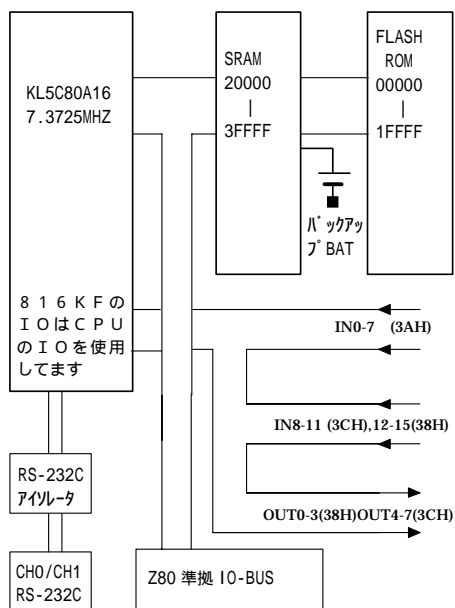 KL5C80A16
7.3725MHZ
SRAM
20000
|
3FFFF
FLASH
ROM
00000
|
1FFFF
ﾊﾞｯｸｱｯ
ﾌﾟBAT
８１６ＫＦの
ＩＯはＣＰＵ
のＩＯを使用
してます
IN0-7 (3AH)
IN8-11 (3CH),12-15(38H)
OUT0-3(38H)OUT4-7(3CH)
RS-232C
ｱｲｿﾚｰﾀ
CH0/CH1
RS-232C
Z80 準拠 IO-BUS